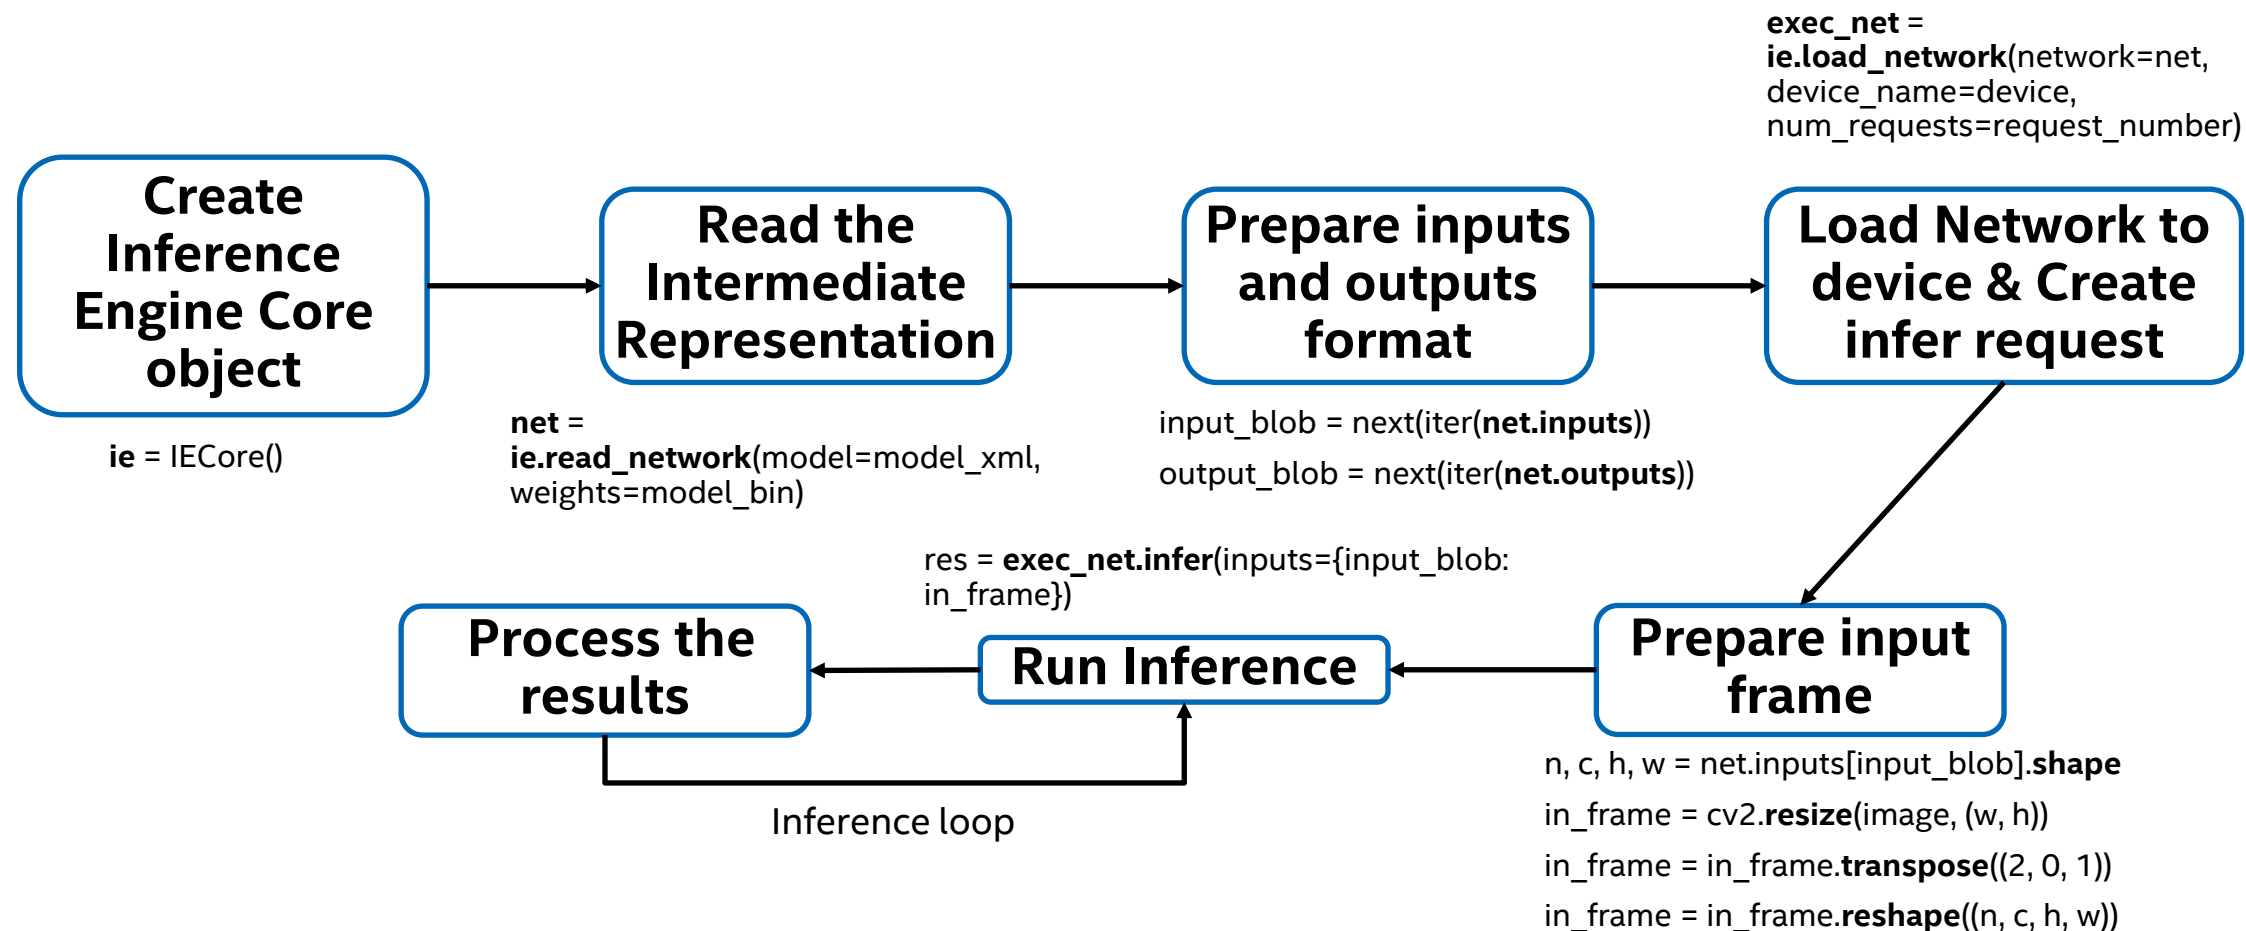 exec_net =
ie.load_network(network=net,
device_name=device,
num_requests=request_number)
Create
Inference
Engine Core
object
Read the
Intermediate
Representation
Prepare inputs
and outputs
format
Load Network to
device & Create
infer request
ie = IECore()
net =
ie.read_network(model=model_xml,
weights=model_bin)
input_blob = next(iter(net.inputs))
output_blob = next(iter(net.outputs))
res = exec_net.infer(inputs={input_blob:
in_frame})
Process the
results
Run Inference
Prepare input
frame
Inference loop
n, c, h, w = net.inputs[input_blob].shape
in_frame = cv2.resize(image, (w, h))
in_frame = in_frame.transpose((2, 0, 1))
in_frame = in_frame.reshape((n, c, h, w))